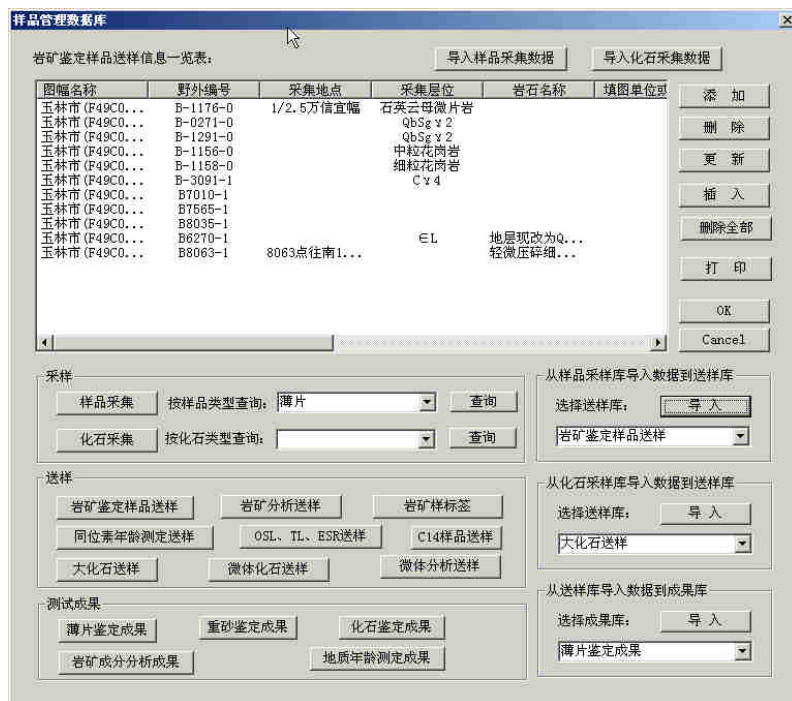 样品管理数据库
岩矿鉴定样品送样信息一览表: 导入样品采集数据 导入化石采集数据
图幅名称 野外编号 采集地点 采集层位 岩石名称 填图单位或
玉林市(F49C0... B-1176-0 1/2.5万信宜幅 石英云母微片岩
玉林市(F49C0... B-0271-0 QbSgγ2
玉林市(F49C0... B-1291-0 QbSgγ2
玉林市(F49C0... B-1156-0 中粒花岗岩
玉林市(F49C0... B-1158-0 细粒花岗岩
玉林市(F49C0... B-3091-1 Cγ4
玉林市(F49C0... B7010-1
玉林市(F49C0... B7565-1
玉林市(F49C0... B8035-1
玉林市(F49C0... B6270-1 ∈L 地层现改为Q...
玉林市(F49C0... B8063-1 8063点往南1... 轻微压碎细...
添 加
删 除
更 新
插 入
删除全部
打 印
OK
Cancel
采样
样品采集 按样品类型查询: 薄片 查询
化石采集 按化石类型查询: 查询
从样品采样库导入数据到送样库
选择送样库: 导 入
岩矿鉴定样品送样
送样
岩矿鉴定样品送样 岩矿分析送样 岩矿样标签
同位素年龄测定送样 OSL、TL、ESR送样 C14样品送样
大化石送样 微体化石送样 微体分析送样
从化石采样库导入数据到送样库
选择送样库: 导 入
大化石送样
测试成果
薄片鉴定成果 重砂鉴定成果 化石鉴定成果
岩矿成分分析成果 地质年龄测定成果
从送样库导入数据到成果库
选择成果库: 导 入
薄片鉴定成果